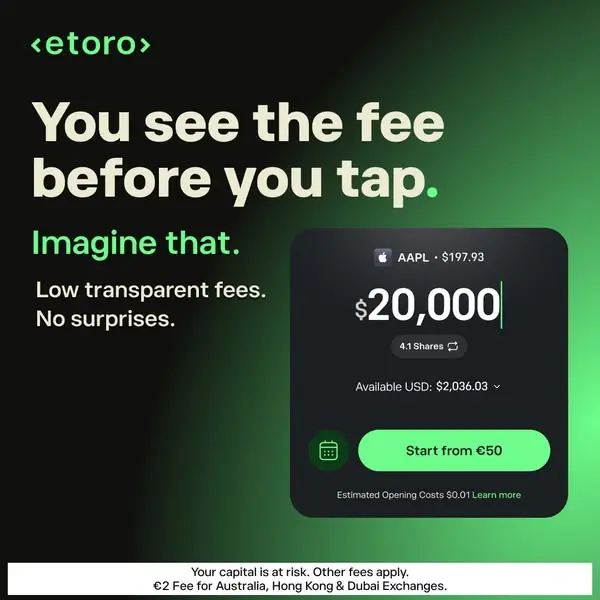 ‹etoro›
You see the fee
before you tap.
Imagine that.
Low transparent fees.
No surprises.
AAPL • $197.93
$20,000
4.1 Shares
Available USD: $2,036.03
Start from €50
Estimated Opening Costs $0.01 Learn more
Your capital is at risk. Other fees apply.
€2 Fee for Australia, Hong Kong & Dubai Exchanges.